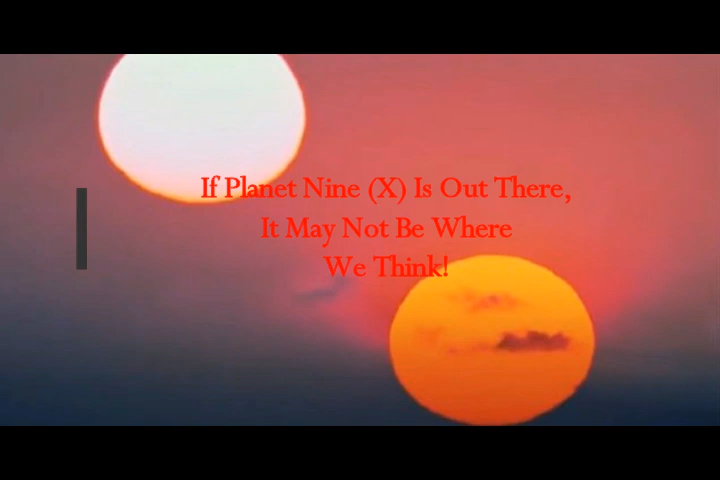 If Planet Nine (X) Is Out There,
It May Not Be Where
We Think!